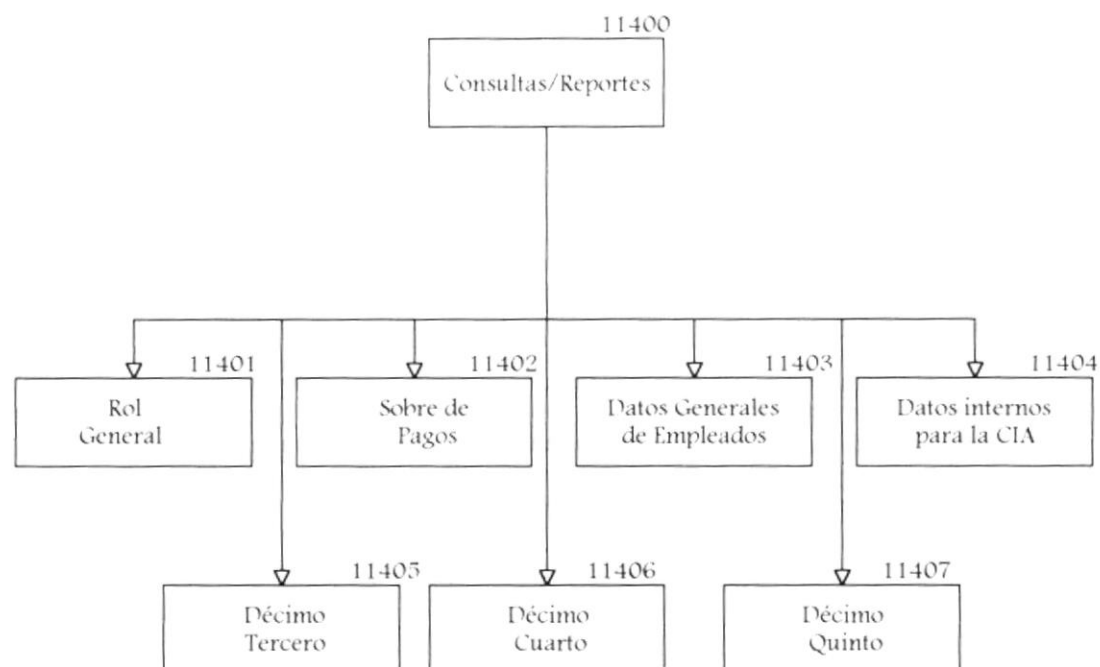 11400
Consultas/Reportes
11401
Rol
General
11402
Sobre de
Pagos
11403
Datos Generales
de Empleados
11404
Datos internos
para la CIA
11405
Décimo
Tercero
11406
Décimo
Cuarto
11407
Décimo
Quinto